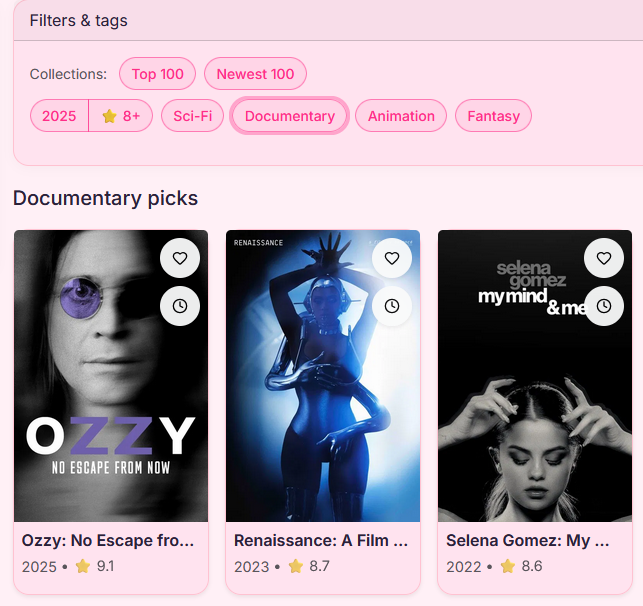 Filters & tags
Collections: Top 100 Newest 100
2025 ⭐ 8+ Sci-Fi Documentary Animation Fantasy
Documentary picks
OZZY
NO ESCAPE FROM NOW
Ozzy: No Escape fro...
2025 • ⭐ 9.1
RENAISSANCE
Renaissance: A Film ...
2023 • ⭐ 8.7
selena
gomez
my mind
& me
Selena Gomez: My ...
2022 • ⭐ 8.6